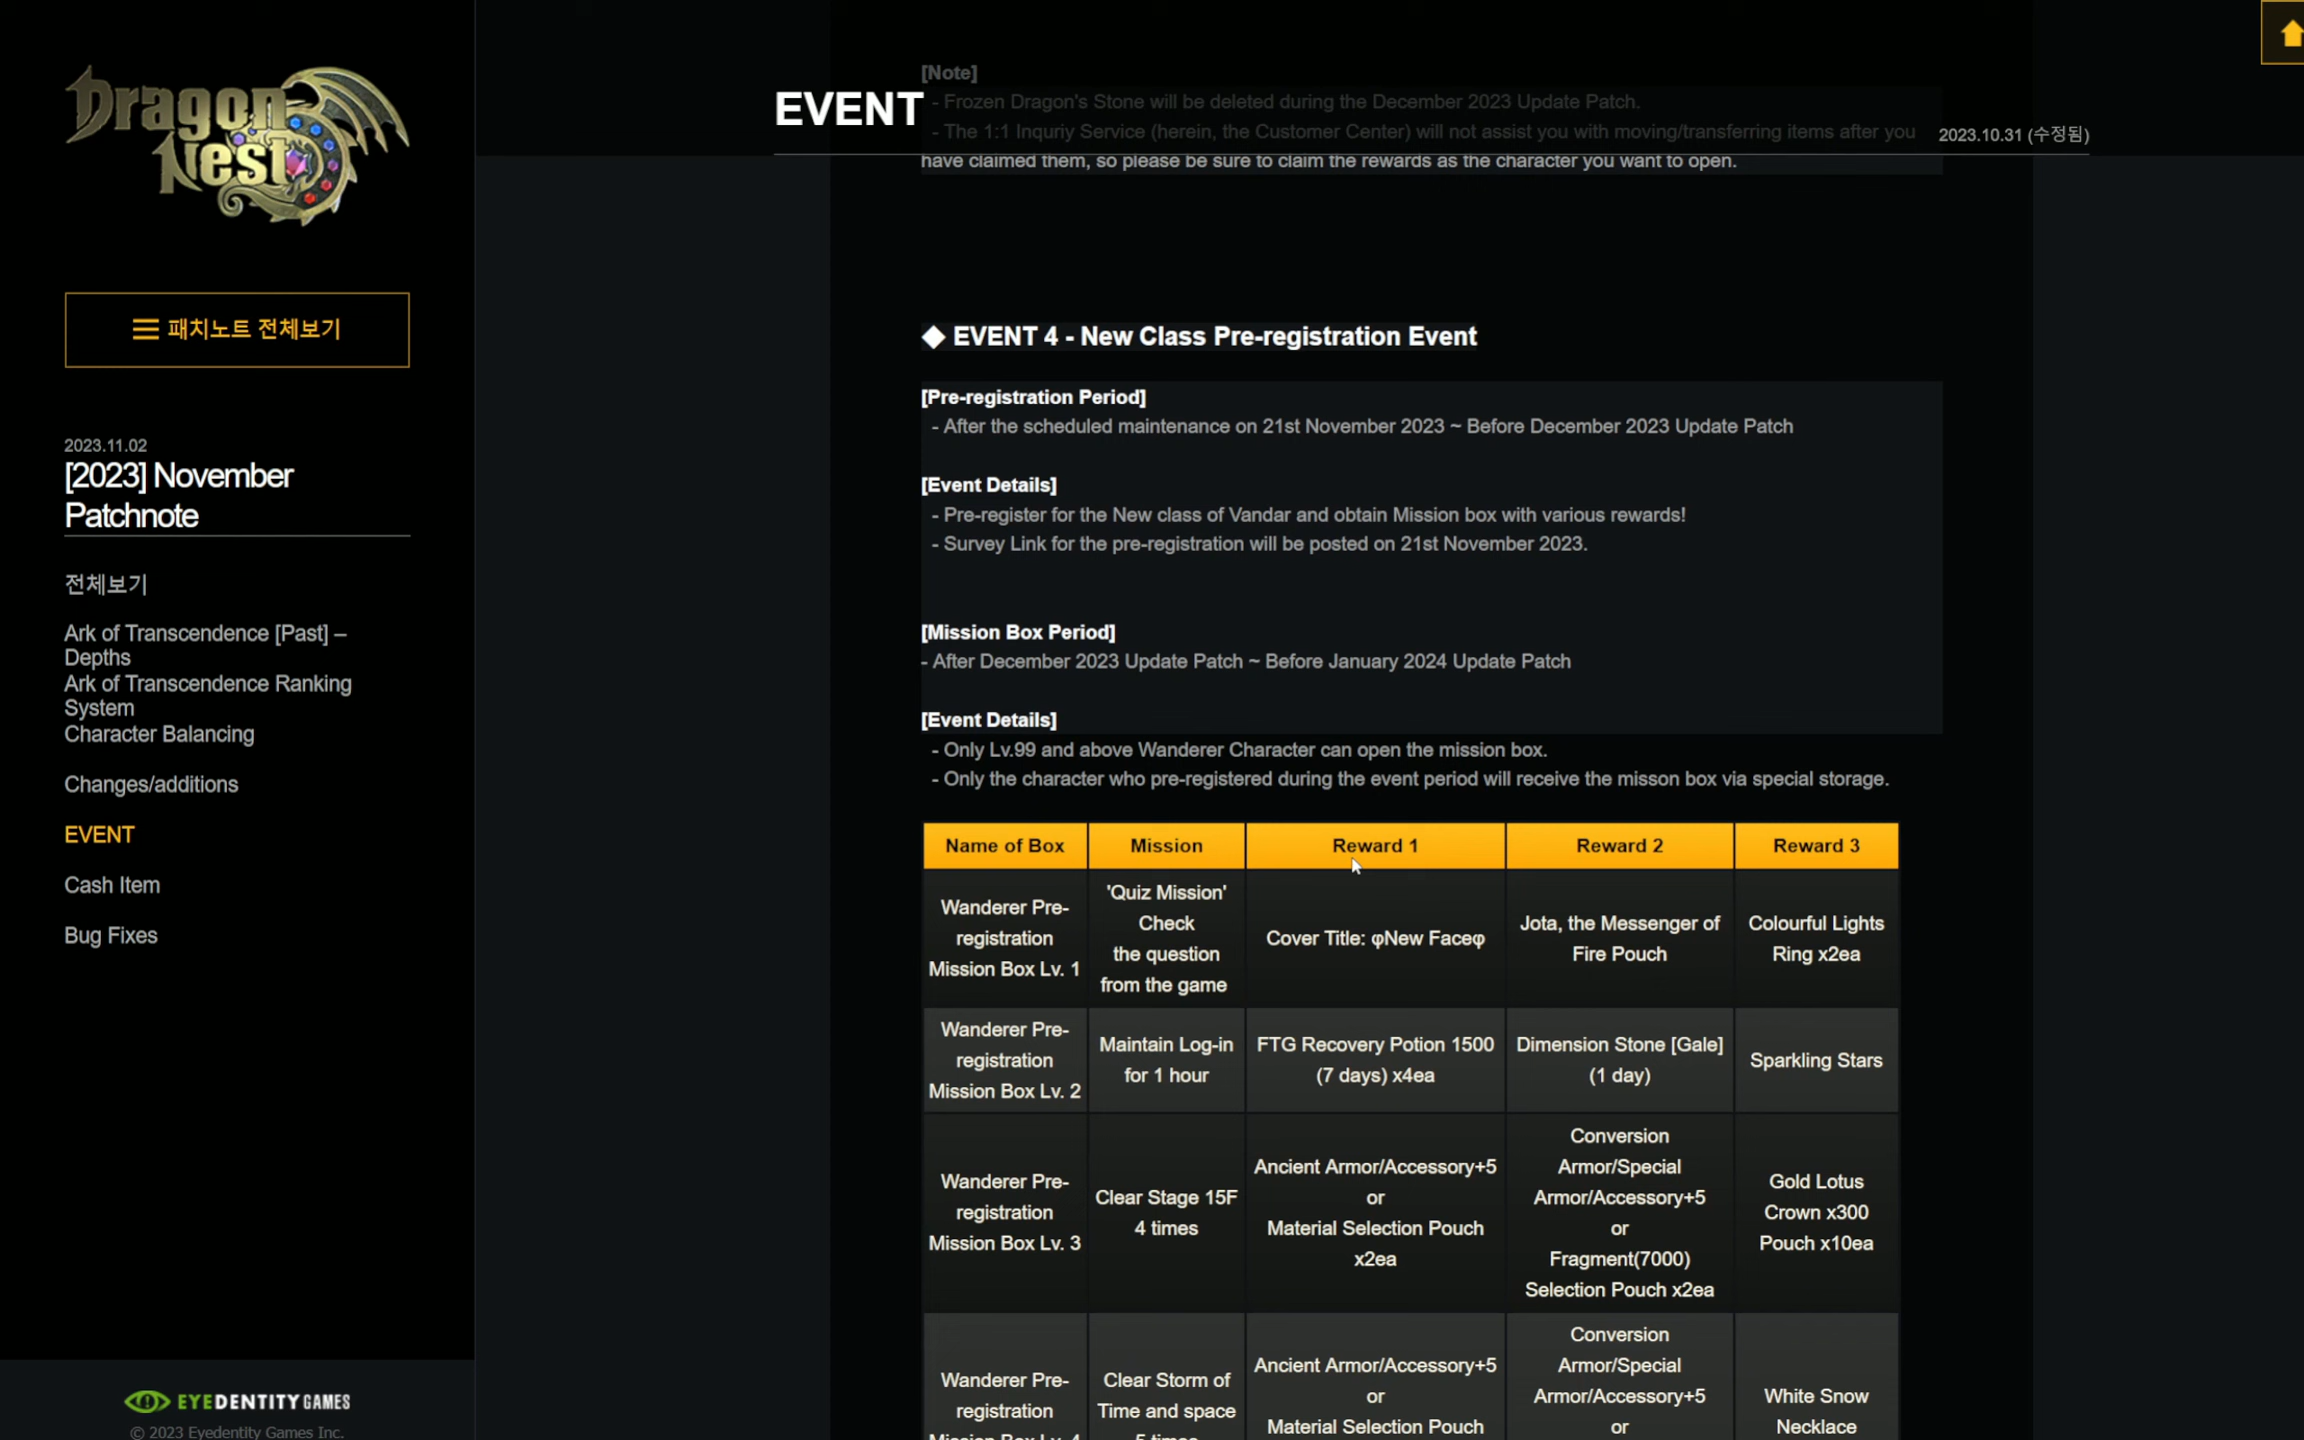 Dragon Nest
패치노트 전체보기
2023.11.02
[2023] November
Patchnote
전체보기
Ark of Transcendence [Past] –
Depths
Ark of Transcendence Ranking
System
Character Balancing
Changes/additions
EVENT
Cash Item
Bug Fixes
EYEDENTITY GAMES
© 2023 Eyedentity Games Inc.
EVENT
2023.10.31 (수정됨)
[Note]
- Frozen Dragon's Stone will be deleted during the December 2023 Update Patch.
- The 1:1 Inquriy Service (herein, the Customer Center) will not assist you with moving/transferring items after you
have claimed them, so please be sure to claim the rewards as the character you want to open.
◆ EVENT 4 - New Class Pre-registration Event
[Pre-registration Period]
- After the scheduled maintenance on 21st November 2023 ~ Before December 2023 Update Patch
[Event Details]
- Pre-register for the New class of Vandar and obtain Mission box with various rewards!
- Survey Link for the pre-registration will be posted on 21st November 2023.
[Mission Box Period]
- After December 2023 Update Patch ~ Before January 2024 Update Patch
[Event Details]
- Only Lv.99 and above Wanderer Character can open the mission box.
- Only the character who pre-registered during the event period will receive the misson box via special storage.
Name of Box
Mission
Reward 1
Reward 2
Reward 3
Wanderer Pre-
registration
Mission Box Lv. 1
'Quiz Mission'
Check
the question
from the game
Cover Title: φNew Faceφ
Jota, the Messenger of
Fire Pouch
Colourful Lights
Ring x2ea
Wanderer Pre-
registration
Mission Box Lv. 2
Maintain Log-in
for 1 hour
FTG Recovery Potion 1500
(7 days) x4ea
Dimension Stone [Gale]
(1 day)
Sparkling Stars
Wanderer Pre-
registration
Mission Box Lv. 3
Clear Stage 15F
4 times
Ancient Armor/Accessory+5
or
Material Selection Pouch
x2ea
Conversion
Armor/Special
Armor/Accessory+5
or
Fragment(7000)
Selection Pouch x2ea
Gold Lotus
Crown x300
Pouch x10ea
Wanderer Pre-
registration
Mission Box Lv. 4
Clear Storm of
Time and space
5 times
Ancient Armor/Accessory+5
or
Material Selection Pouch
Conversion
Armor/Special
Armor/Accessory+5
or
White Snow
Necklace